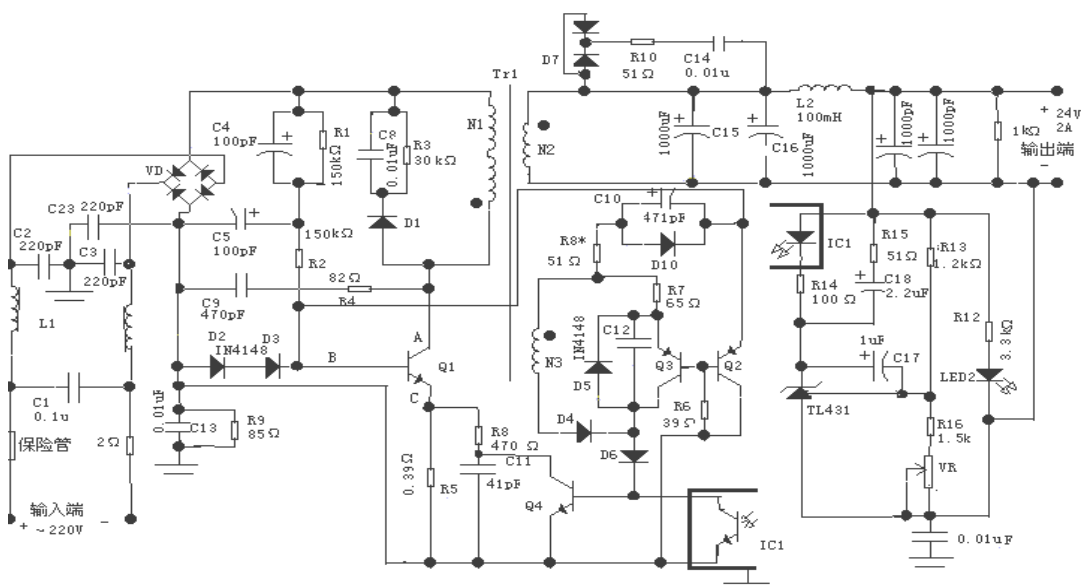 D7
R10
51Ω
C14
0.01u
Tr1
L2
100mH
+ 24V
2A
1kΩ
输出端
-
1000uF
C15
C16
1000uF
1000pF
1000pF
C4
100pF
+
R1
150kΩ
C8
0.01uF
R3
30kΩ
N1
N2
VD
D1
C23
220pF
C2
220pF
C3
220pF
C5
100pF
+
150kΩ
R2
82Ω
R4
C9
470pF
L1
C10
471pF
D10
R8*
51Ω
R7
65Ω
C12
IN4148
D5
N3
Q3
Q2
R6
39Ω
D4
D6
IC1
R14
100Ω
R15
51Ω
C18
2.2uF
R13
1.2kΩ
R12
3.3kΩ
LED2
1uF
C17
TL431
R16
1.5k
VR
0.01uF
D2
IN4148
D3
A
B
C
Q1
C1
0.1u
保险管
2Ω
0.01uF
C13
R9
85Ω
R8
470Ω
C11
41pF
0.39Ω
R5
Q4
IC1
输入端
+ ~220V -